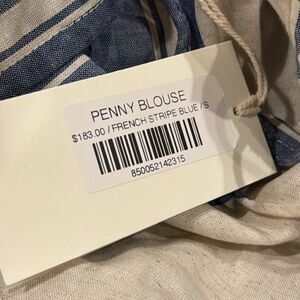 PENNY BLOUSE
$183.00 / FRENCH STRIPE BLUE / S
850052142315